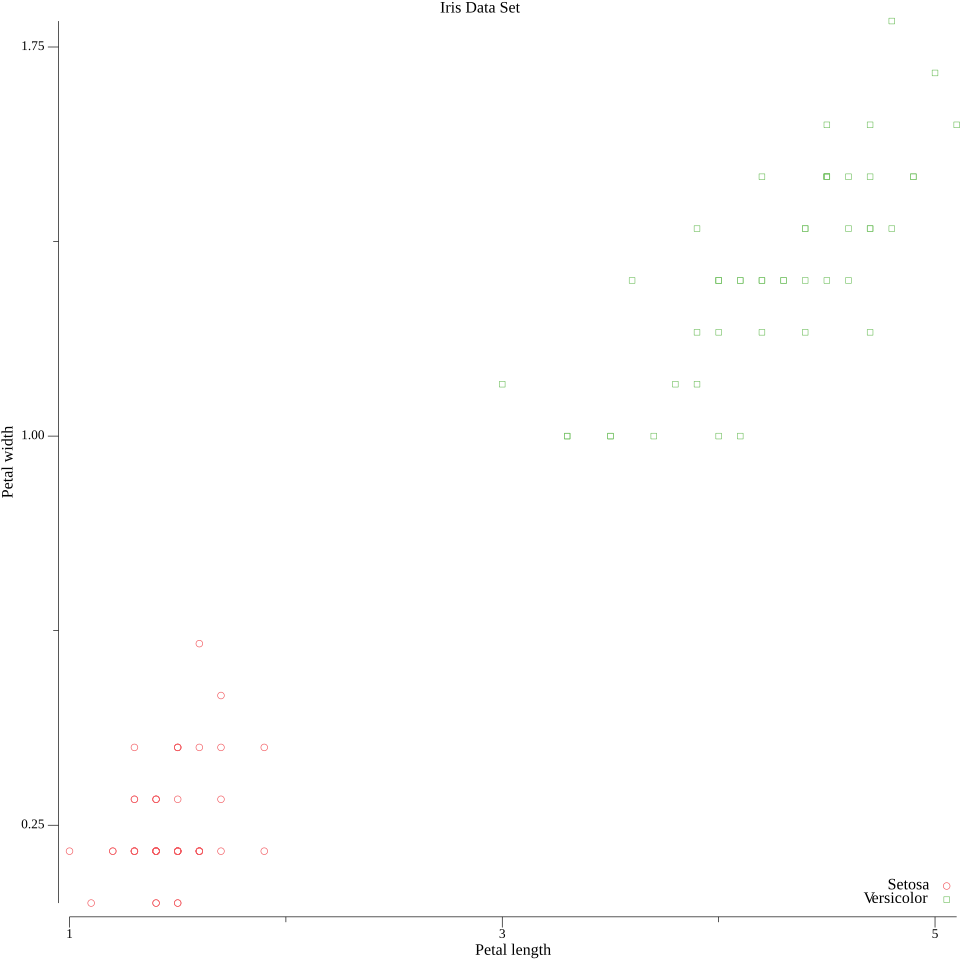 Iris Data Set
1.75
1.00
0.25
Petal width
Setosa
Versicolor
1
3
5
Petal length